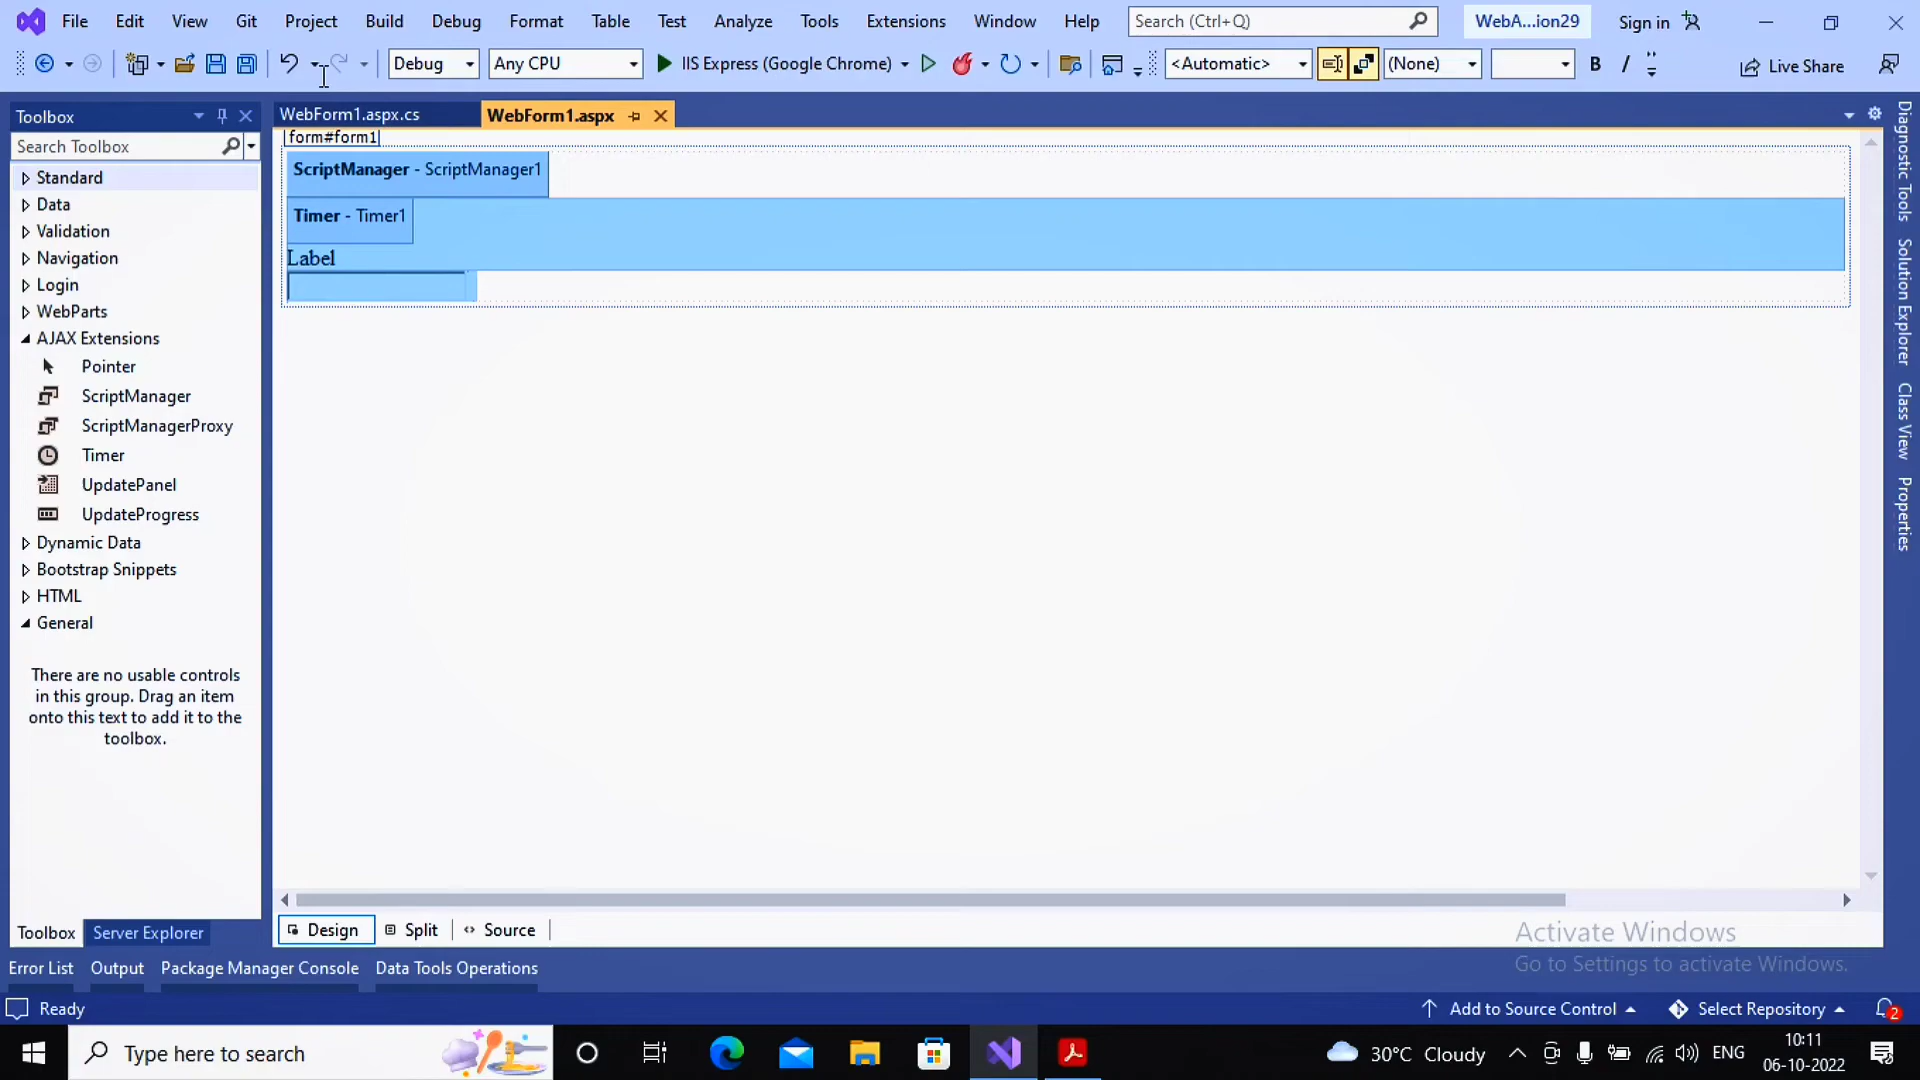 File Edit View Git Project Build Debug Format Table Test Analyze Tools Extensions Window Help Search (Ctrl+Q) WebA...ion29 Sign in
Debug Any CPU IIS Express (Google Chrome) <Automatic> (None) B I Live Share
Toolbox
Search Toolbox
Standard
Data
Validation
Navigation
Login
WebParts
AJAX Extensions
Pointer
ScriptManager
ScriptManagerProxy
Timer
UpdatePanel
UpdateProgress
Dynamic Data
Bootstrap Snippets
HTML
General
There are no usable controls
in this group. Drag an item
onto this text to add it to the
toolbox.
Toolbox Server Explorer
WebForm1.aspx.cs WebForm1.aspx
form#form1
ScriptManager - ScriptManager1
Timer - Timer1
Label
Design Split Source
Diagnostic Tools
Solution Explorer
Class View
Properties
Activate Windows
Go to Settings to activate Windows.
Error List Output Package Manager Console Data Tools Operations
Ready Add to Source Control Select Repository 2
Type here to search 30°C Cloudy ENG 10:11
06-10-2022